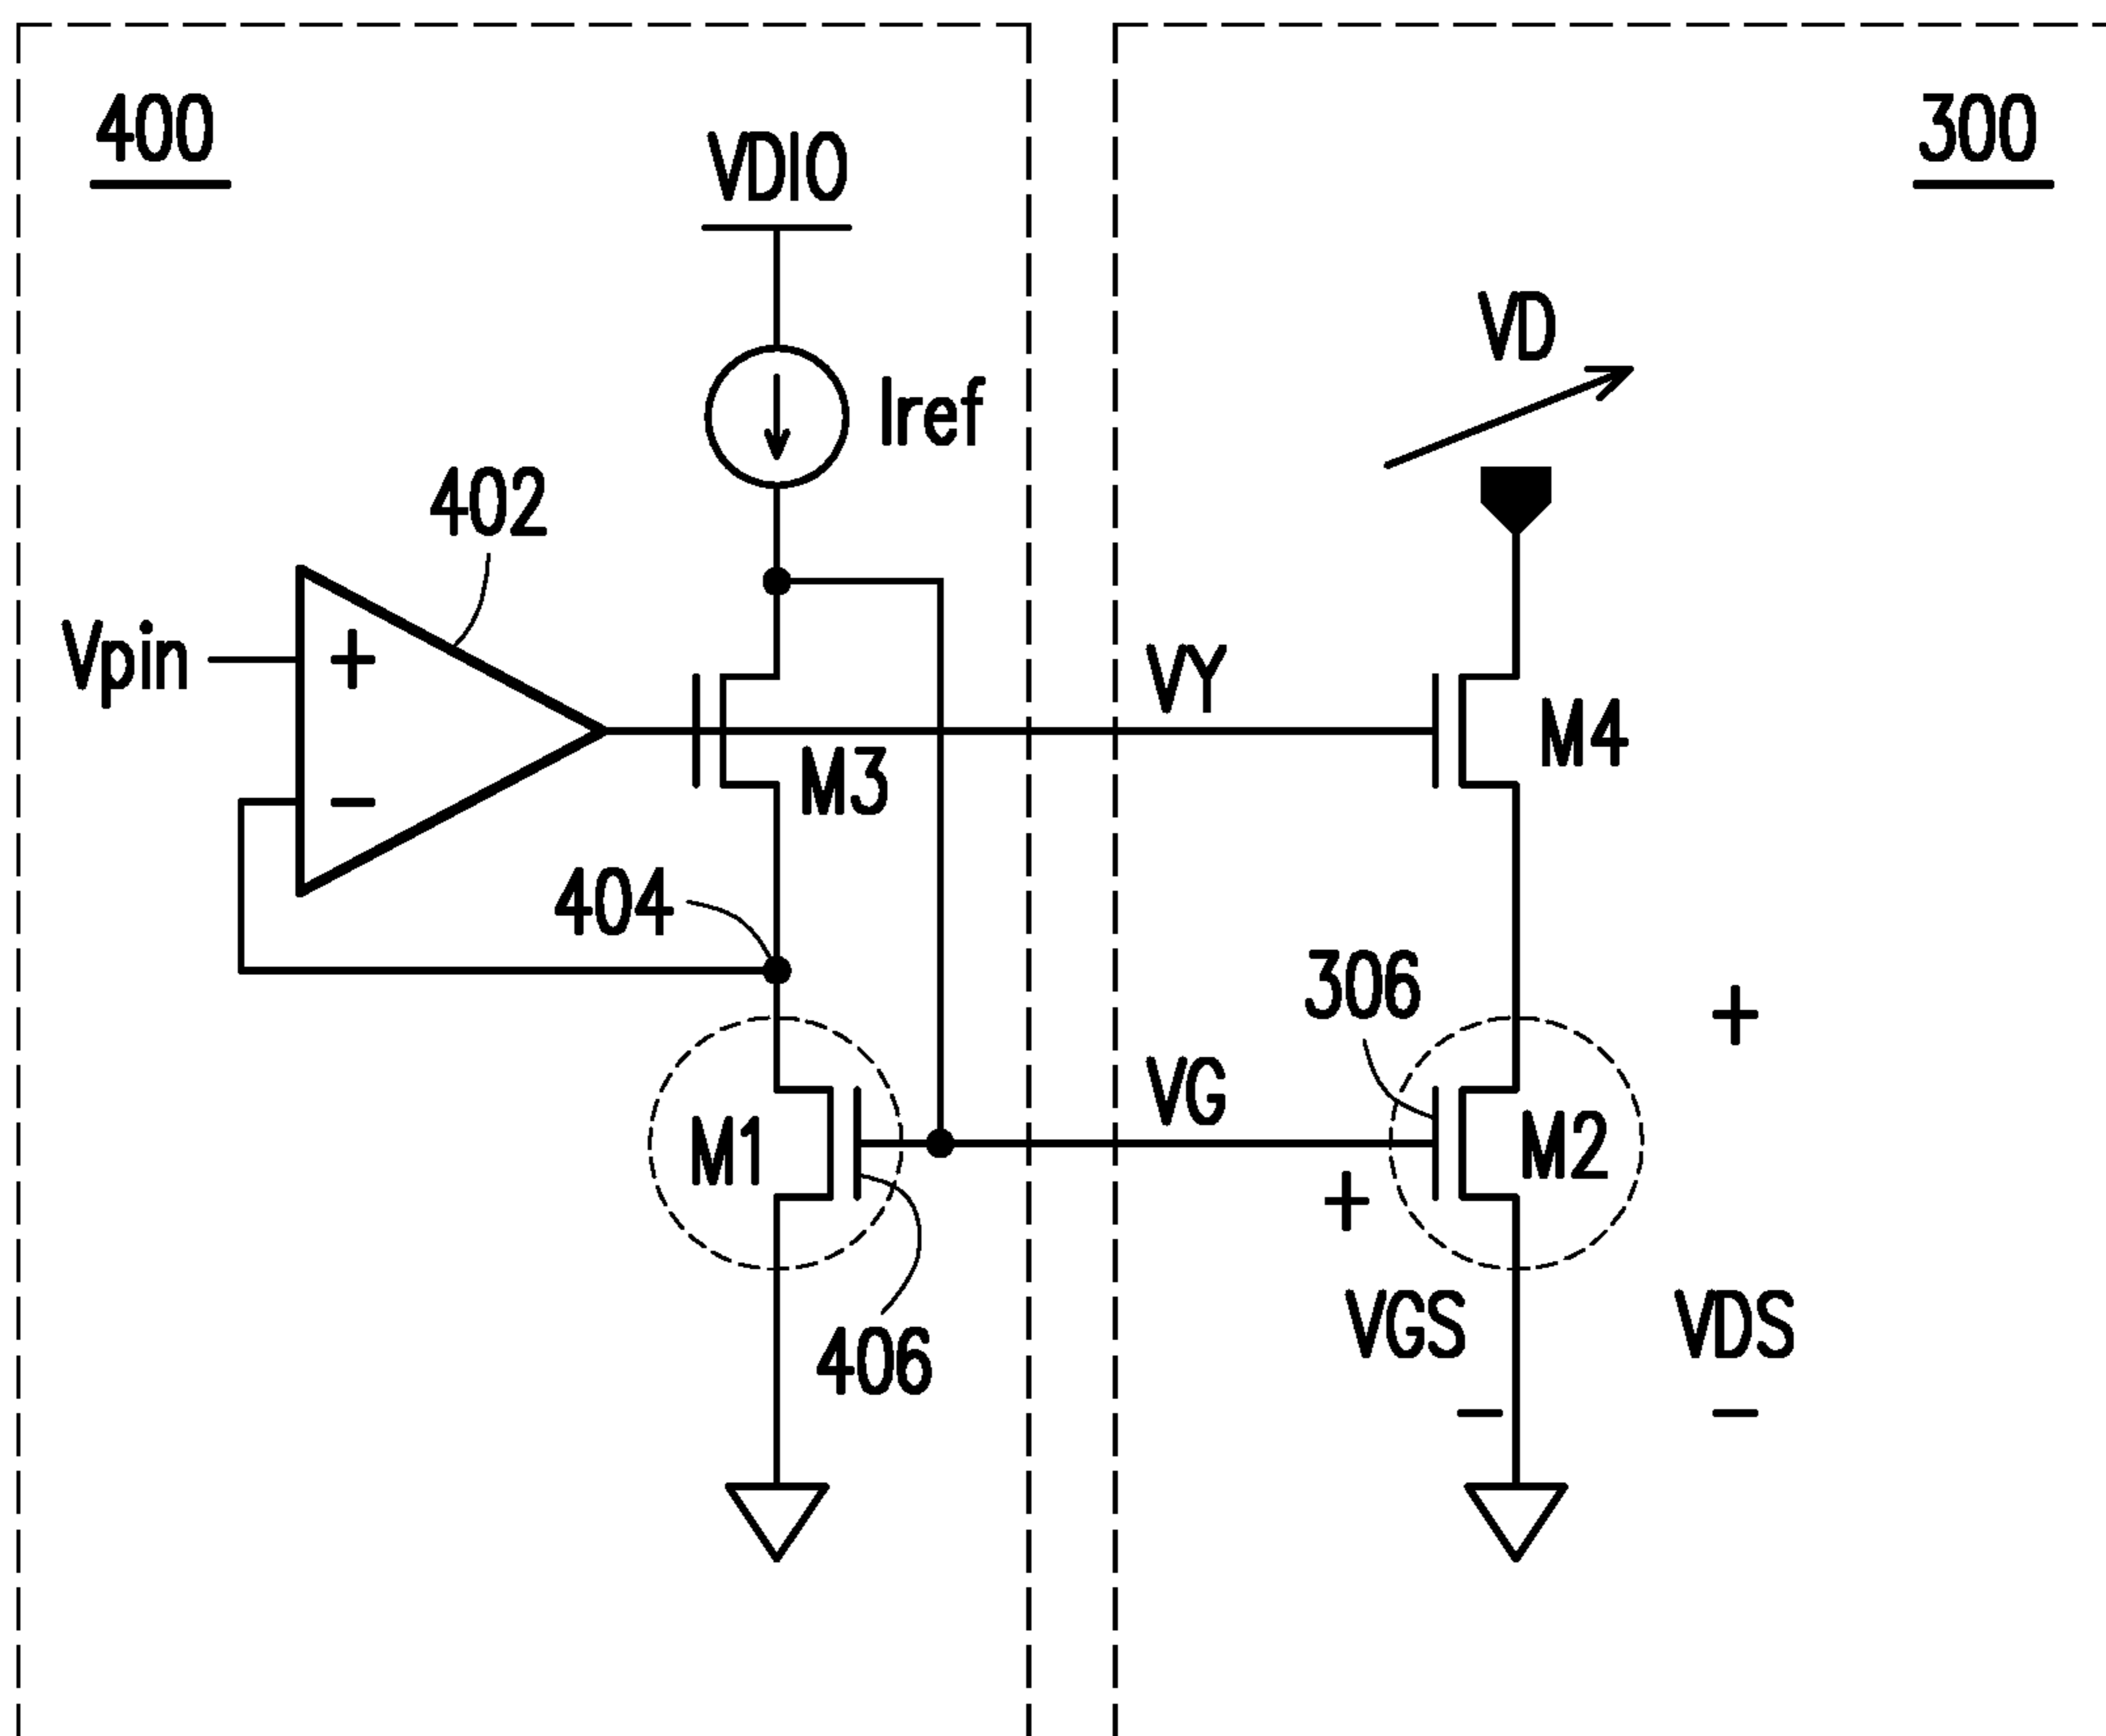 400
300
VDIO
VD
Iref
402
Vpin
+
VY
M4
M3
−
404
306
+
VG
M1
M2
+
VGS
VDS
406
−
−